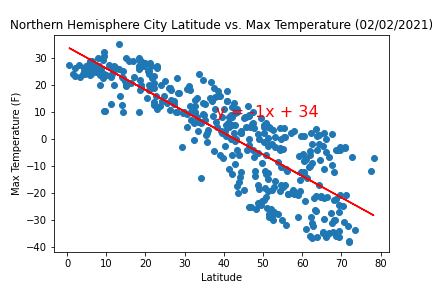 Northern Hemisphere City Latitude vs. Max Temperature (02/02/2021)
Max Temperature (F)
30
20
10
0
−10
−20
−30
−40
y = -1x + 34
0 10 20 30 40 50 60 70 80
Latitude